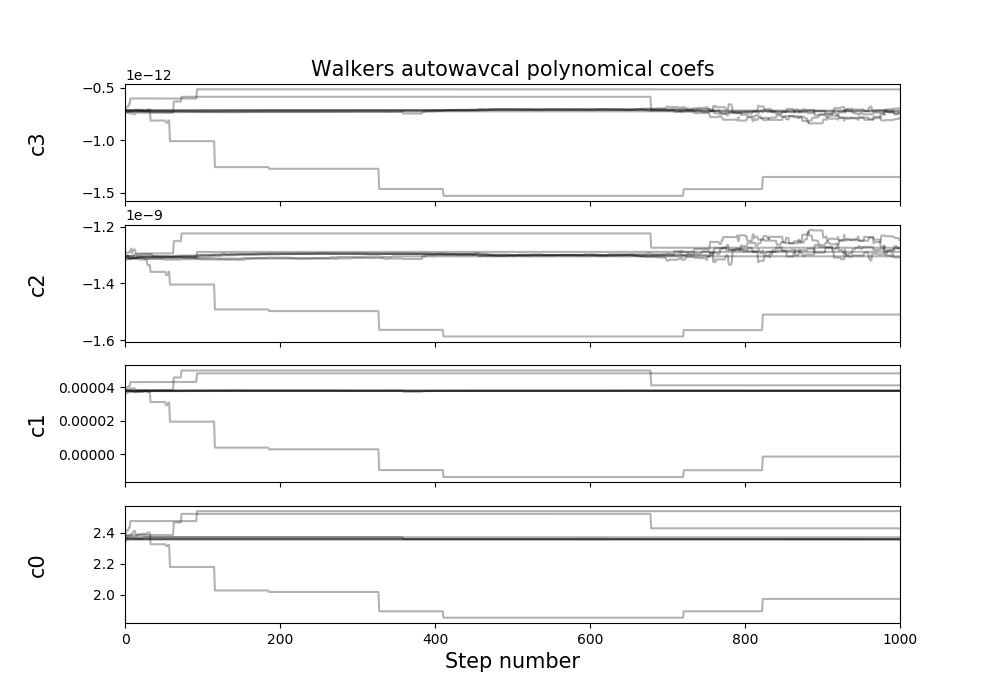 Walkers autowavcal polynomical coefs
1e−12
−0.5
−1.0
−1.5
c3
1e−9
−1.2
−1.4
−1.6
c2
0.00004
0.00002
0.00000
c1
2.4
2.2
2.0
c0
0 200 400 600 800 1000
Step number